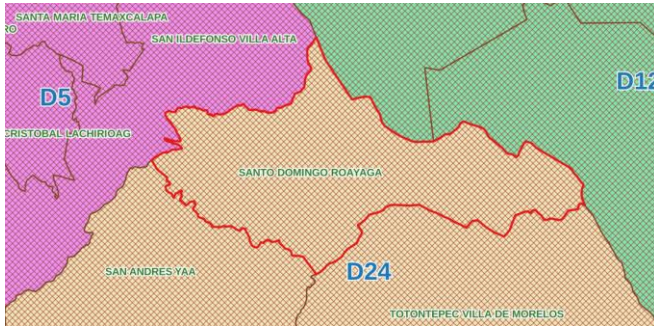 SANTA MARIA TEMAXCALAPA
RO
SAN ILDEFONSO VILLA ALTA
D5
D12
CRISTOBAL LACHIRIOAG
SANTO DOMINGO ROAYAGA
SAN ANDRES YAA
D24
TOTONTEPEC VILLA DE MORELOS